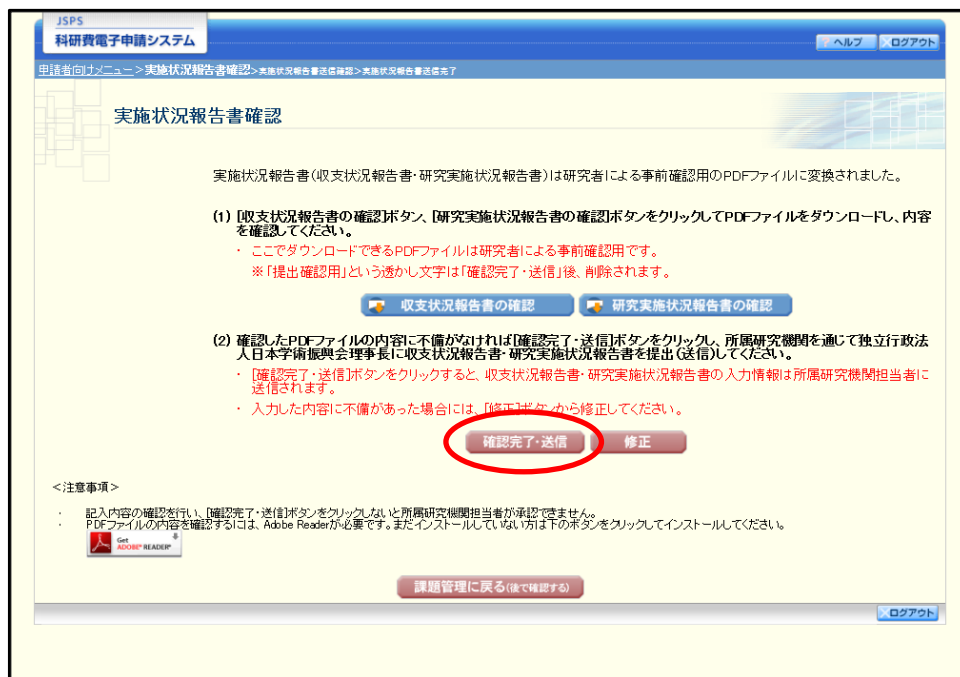 JSPS
科研費電子申請システム
ヘルプ
ログアウト
申請者向けメニュー>実施状況報告書確認>実施状況報告書送信確認>実施状況報告書送信完了
実施状況報告書確認
実施状況報告書(収支状況報告書・研究実施状況報告書)は研究者による事前確認用のPDFファイルに変換されました。
(1) [収支状況報告書の確認]ボタン、[研究実施状況報告書の確認]ボタンをクリックしてPDFファイルをダウンロードし、内容
を確認してください。
・ ここでダウンロードできるPDFファイルは研究者による事前確認用です。
※「提出確認用」という透かし文字は「確認完了・送信」後、削除されます。
収支状況報告書の確認
研究実施状況報告書の確認
(2) 確認したPDFファイルの内容に不備がなければ[確認完了・送信]ボタンをクリックし、所属研究機関を通じて独立行政法
人日本学術振興会理事長に収支状況報告書・研究実施状況報告書を提出(送信)してください。
・ [確認完了・送信]ボタンをクリックすると、収支状況報告書・研究実施状況報告書の入力情報は所属研究機関担当者に
送信されます。
・ 入力した内容に不備があった場合には、[修正]ボタンから修正してください。
確認完了・送信
修正
<注意事項>
・ 記入内容の確認を行い、[確認完了・送信]ボタンをクリックしないと所属研究機関担当者が承認できません。
・ PDFファイルの内容を確認するには、Adobe Readerが必要です。まだインストールしていない方は下のボタンをクリックしてインストールしてください。
Get
ADOBE® READER®
課題管理に戻る(後で確認する)
ログアウト